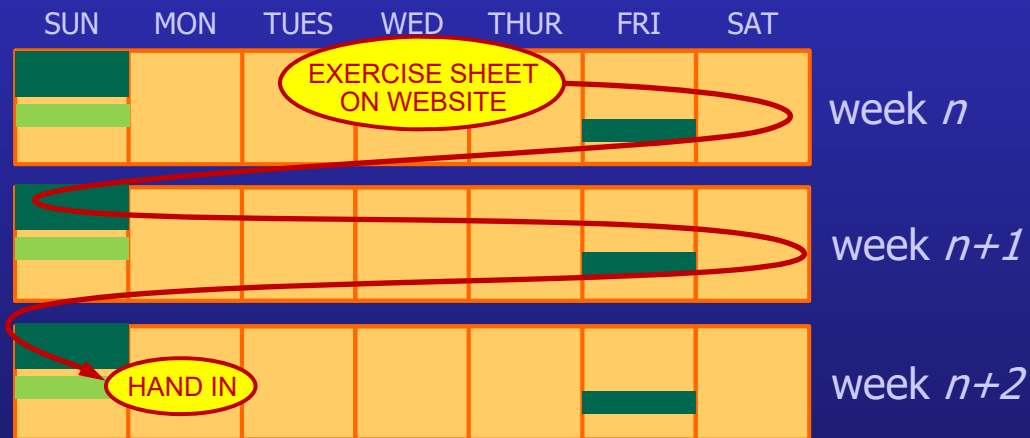 SUN MON TUES WED THUR FRI SAT
EXERCISE SHEET
ON WEBSITE
week n
week n+1
HAND IN
week n+2